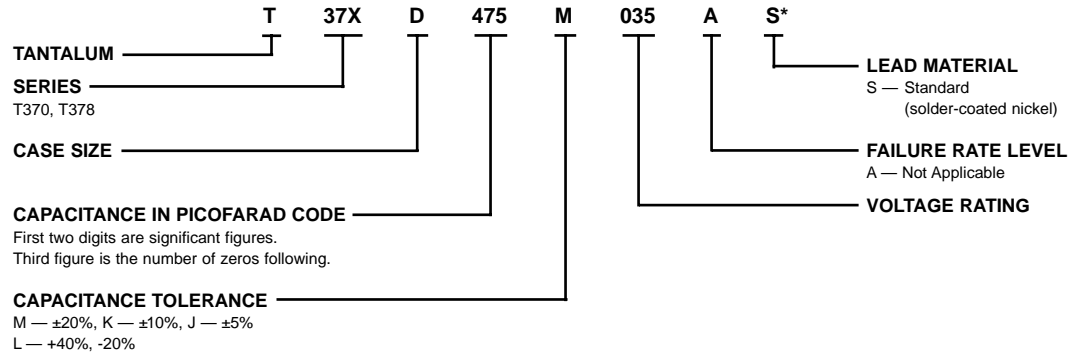 T 37X D 475 M 035 A S*
TANTALUM
SERIES
T370, T378
CASE SIZE
CAPACITANCE IN PICOFARAD CODE
First two digits are significant figures.
Third figure is the number of zeros following.
CAPACITANCE TOLERANCE
M — ±20%, K — ±10%, J — ±5%
L — +40%, -20%
LEAD MATERIAL
S — Standard
(solder-coated nickel)
FAILURE RATE LEVEL
A — Not Applicable
VOLTAGE RATING